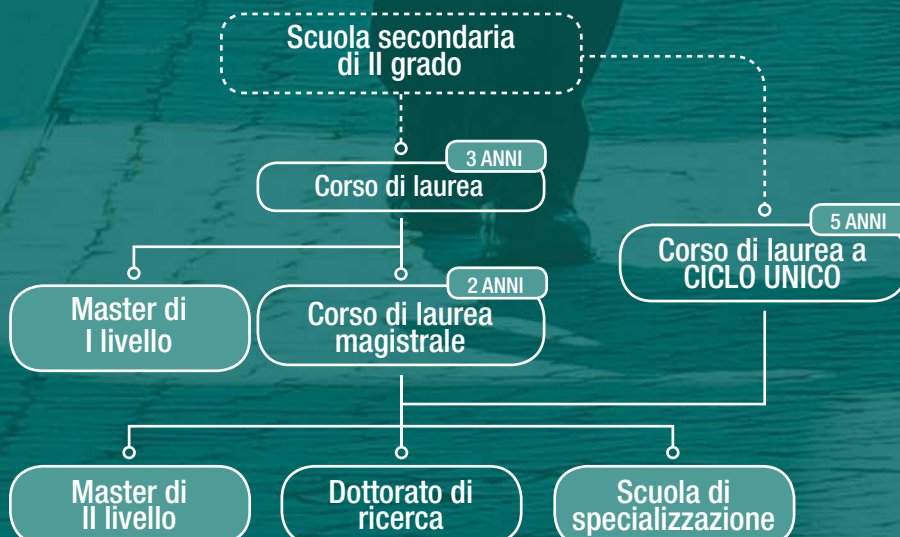 Scuola secondaria
di II grado
3 ANNI
Corso di laurea
5 ANNI
Corso di laurea a
CICLO UNICO
Master di
I livello
2 ANNI
Corso di laurea
magistrale
Master di
II livello
Dottorato di
ricerca
Scuola di
specializzazione